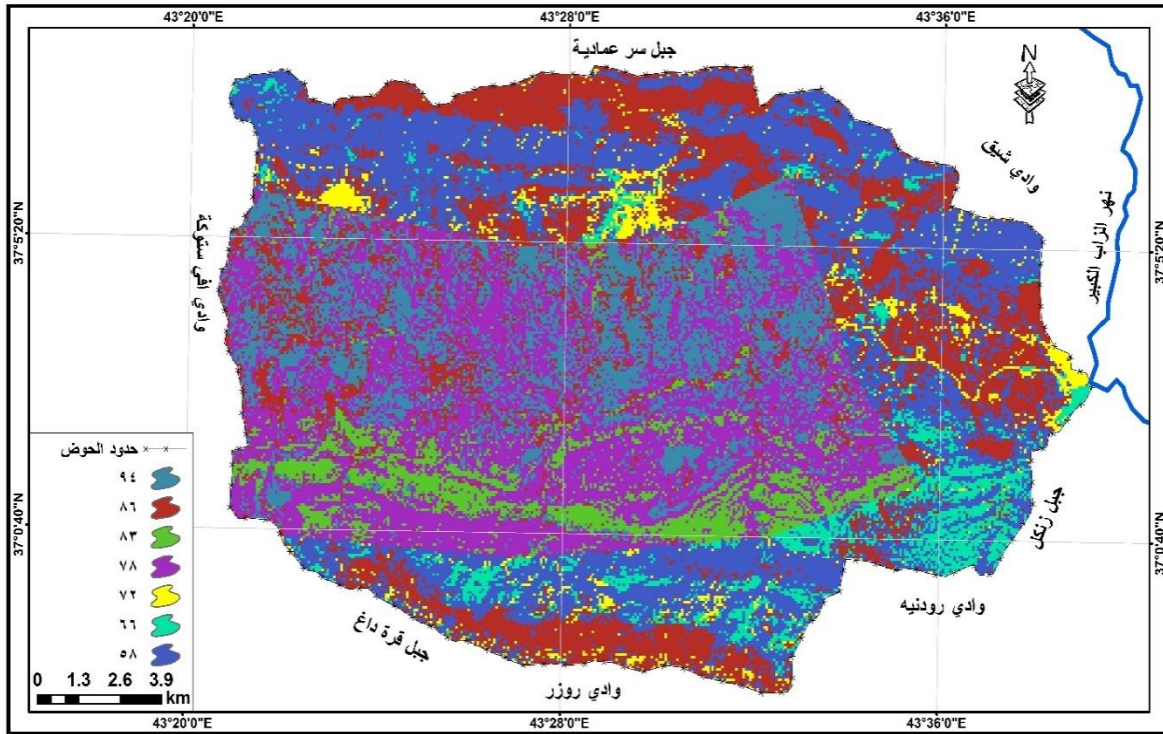 43°20'0"E
43°28'0"E
43°36'0"E
جبل سر عمادية
N
وادي شيق
نهر الزاب الكبير
37°5'20"N
37°5'20"N
وادي افي ستوكة
حدود الحوض
٩٤
٨٦
٨٣
٧٨
٧٢
٦٦
٥٨
37°0'40"N
37°0'40"N
جبل زنكل
وادي رودنيه
جبل قرة داغ
وادي روزر
0 1.3 2.6 3.9
km
43°20'0"E
43°28'0"E
43°36'0"E